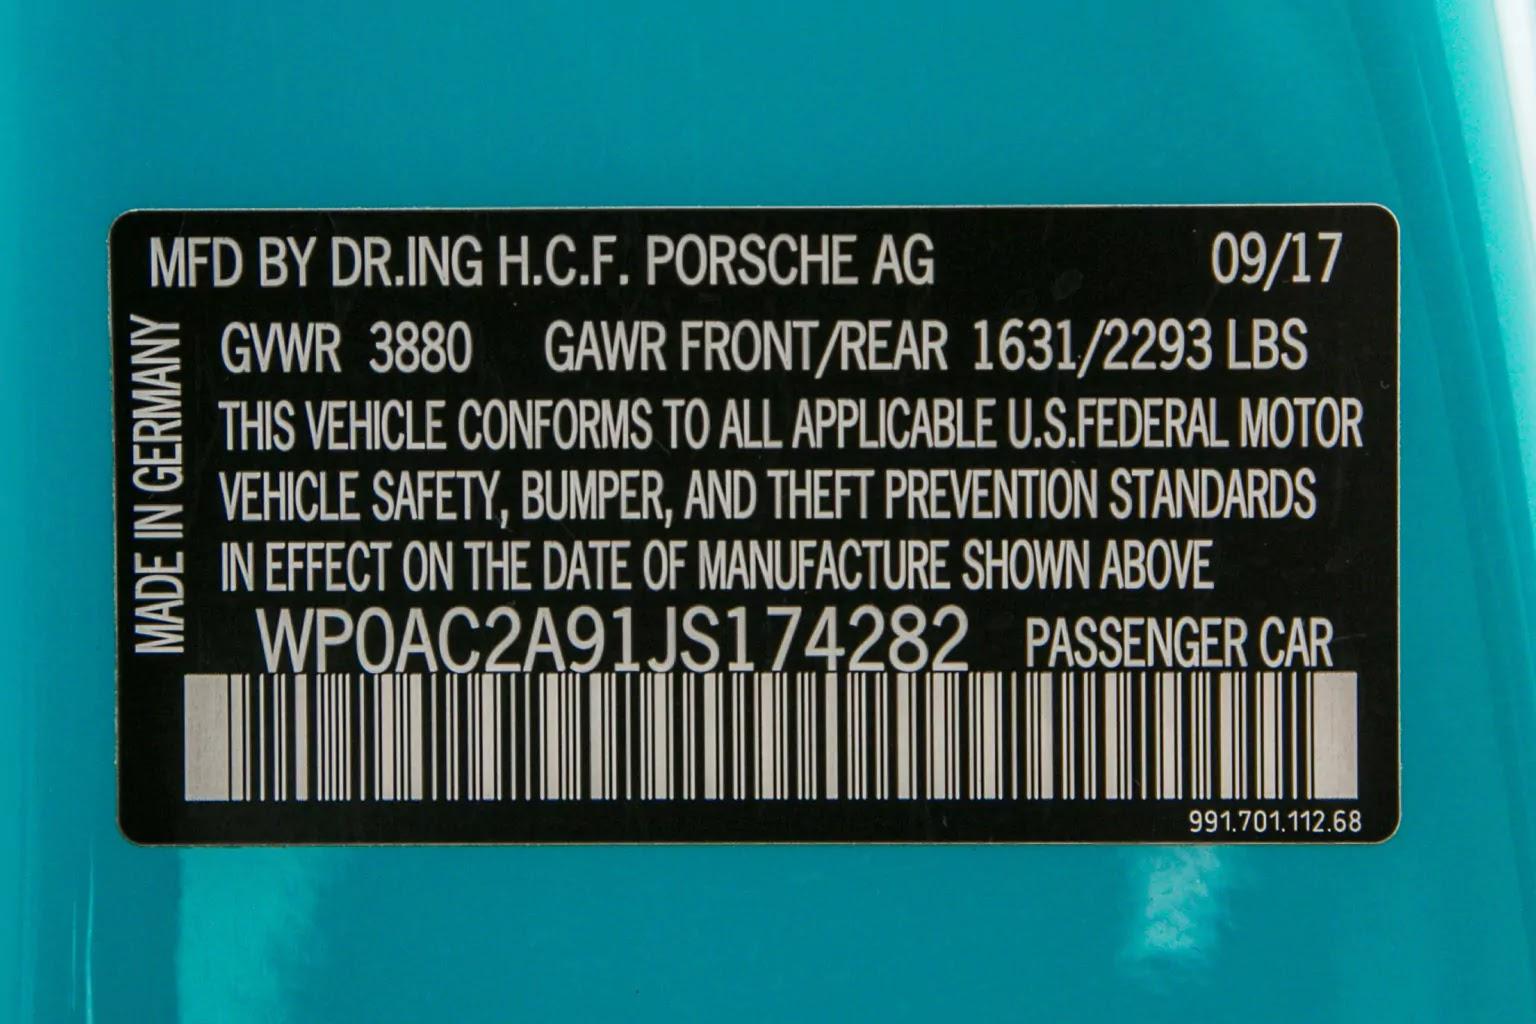 MFD BY DR.ING H.C.F. PORSCHE AG 09/17
MADE IN GERMANY
GVWR 3880 GAWR FRONT/REAR 1631/2293 LBS
THIS VEHICLE CONFORMS TO ALL APPLICABLE U.S.FEDERAL MOTOR
VEHICLE SAFETY, BUMPER, AND THEFT PREVENTION STANDARDS
IN EFFECT ON THE DATE OF MANUFACTURE SHOWN ABOVE
WP0AC2A91JS174282 PASSENGER CAR
991.701.112.68